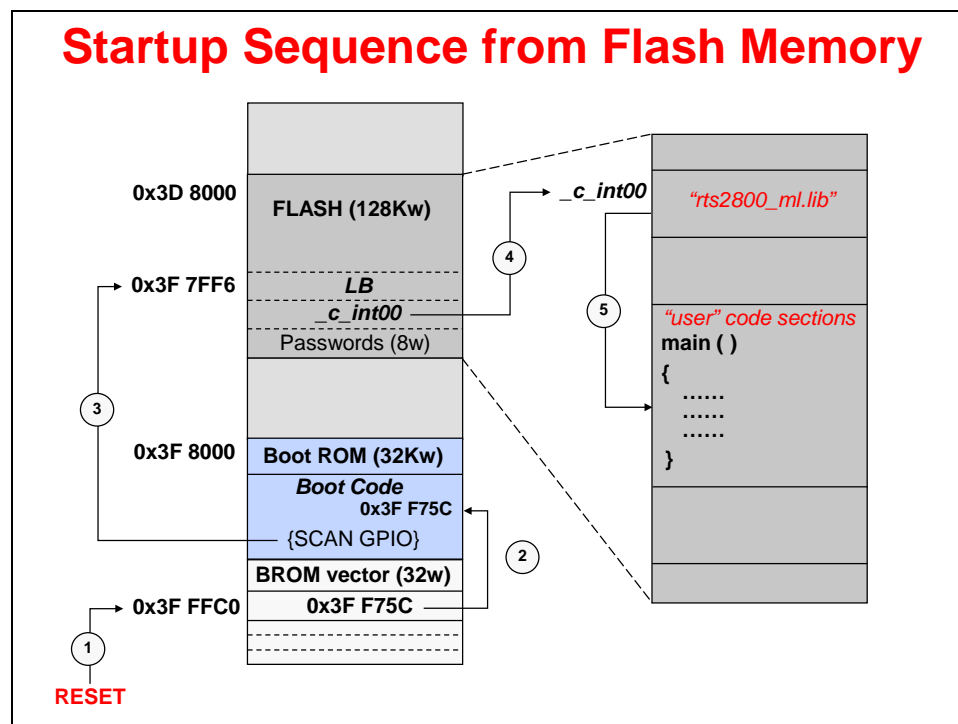 Startup Sequence from Flash Memory
0x3D 8000
FLASH (128Kw)
_c_int00
“rts2800_ml.lib”
4
0x3F 7FF6
LB
_c_int00
Passwords (8w)
5
“user” code sections
main ( )
{
......
......
......
}
3
0x3F 8000
Boot ROM (32Kw)
Boot Code
0x3F F75C
{SCAN GPIO}
2
BROM vector (32w)
0x3F FFC0
0x3F F75C
1
RESET